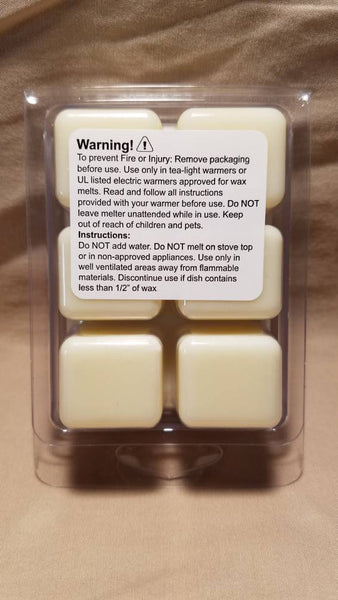 Warning!
To prevent Fire or Injury: Remove packaging
before use. Use only in tea-light warmers or
UL listed electric warmers approved for wax
melts. Read and follow all instructions
provided with your warmer before use. Do NOT
leave melter unattended while in use. Keep
out of reach of children and pets.
Instructions:
Do NOT add water. Do NOT melt on stove top
or in non-approved appliances. Use only in
well ventilated areas away from flammable
materials. Discontinue use if dish contains
less than 1/2" of wax